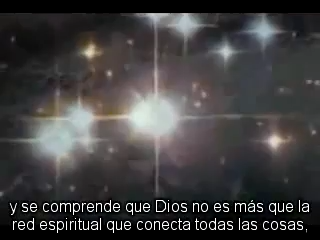 y se comprende que Dios no es más que la
red espiritual que conecta todas las cosas,